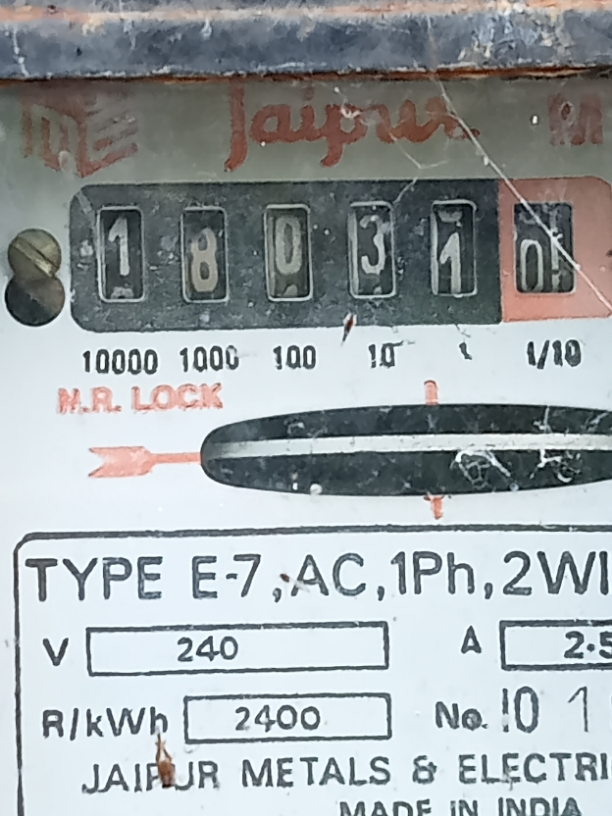 Jaipur M
1 8 0 3 1 0
10000 1000 100 10 1 1/10
N.R. LOCK
TYPE E-7, AC, 1Ph, 2WI
V 240 A 2.5
R/kWh 2400 No. 10 1
JAIPUR METALS & ELECTRI
MADE IN INDIA